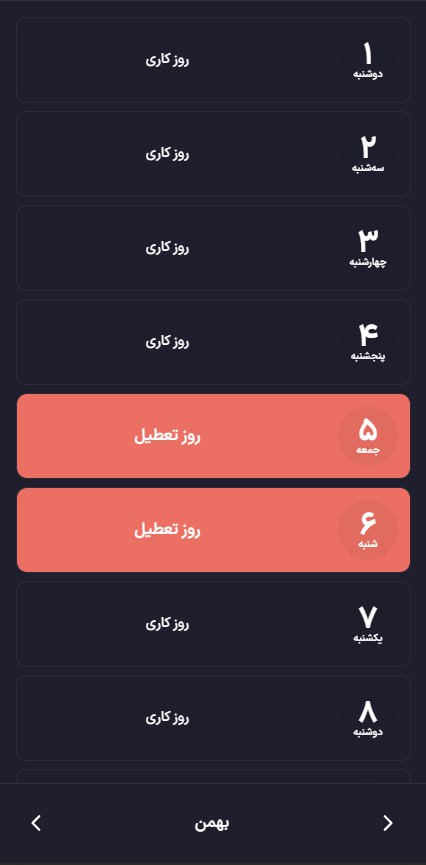 ۱
دوشنبه
روز کاری
۲
سه‌شنبه
روز کاری
۳
چهارشنبه
روز کاری
۴
پنجشنبه
روز کاری
۵
جمعه
روز تعطیل
۶
شنبه
روز تعطیل
۷
یکشنبه
روز کاری
۸
دوشنبه
روز کاری
بهمن